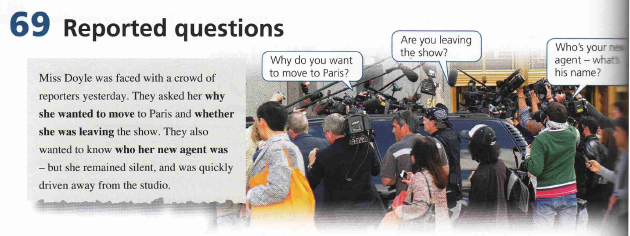 69 Reported questions
Miss Doyle was faced with a crowd of
reporters yesterday. They asked her why
she wanted to move to Paris and whether
she was leaving the show. They also
wanted to know who her new agent was
– but she remained silent, and was quickly
driven away from the studio.
Why do you want
to move to Paris?
Are you leaving
the show?
Who's your new
agent – what's
his name?